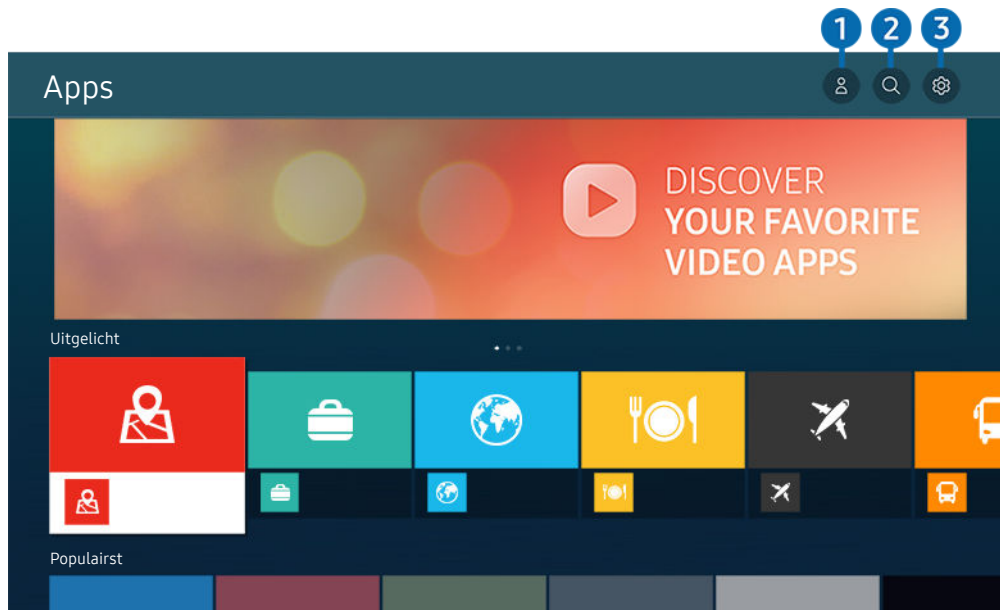 1 2 3
Apps
DISCOVER
YOUR FAVORITE
VIDEO APPS
Uitgelicht
Populairst